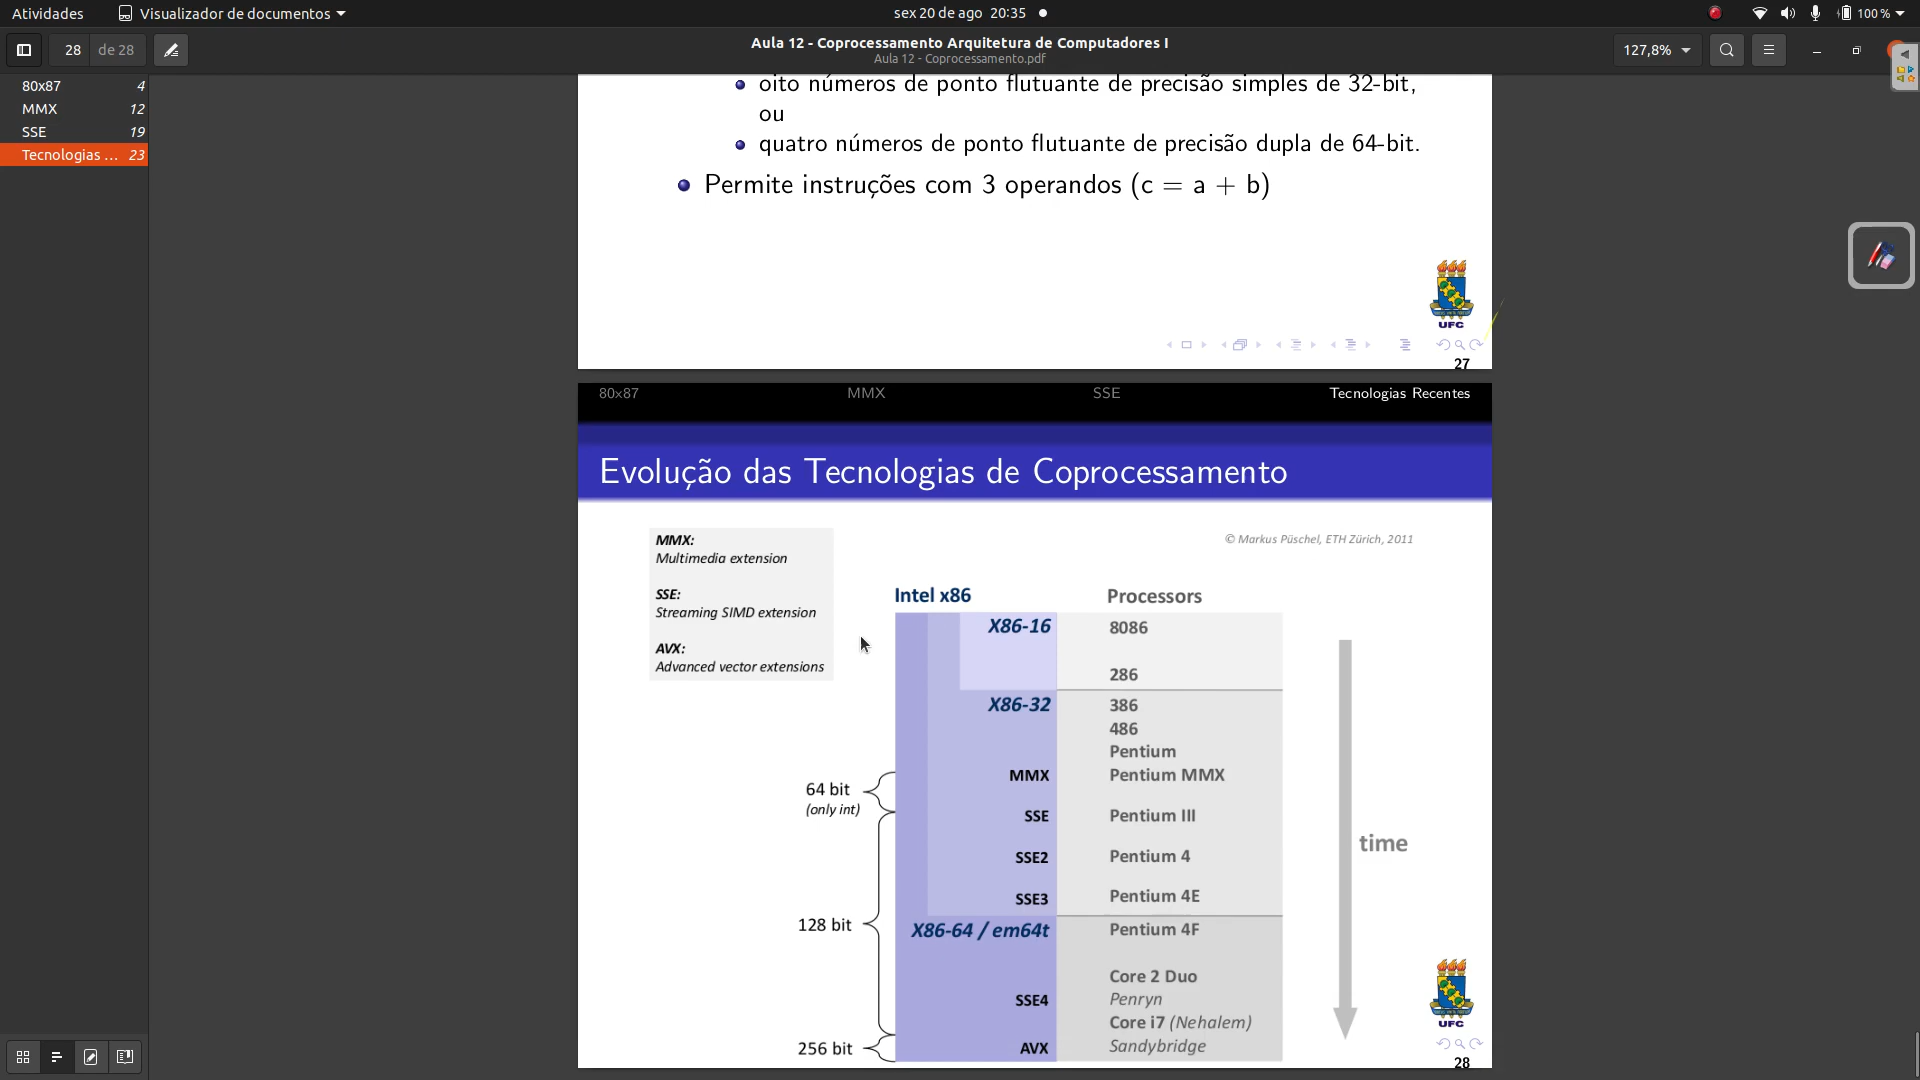 Atividades
Visualizador de documentos
sex 20 de ago 20:35
100 %
28
de 28
Aula 12 - Coprocessamento Arquitetura de Computadores I
Aula 12 - Coprocessamento.pdf
127,8%
80x87 4
MMX 12
SSE 19
Tecnologias ... 23
oito números de ponto flutuante de precisão simples de 32-bit,
ou
quatro números de ponto flutuante de precisão dupla de 64-bit.
Permite instruções com 3 operandos (c = a + b)
UFC
27
80x87 MMX SSE Tecnologias Recentes
Evolução das Tecnologias de Coprocessamento
MMX:
Multimedia extension
SSE:
Streaming SIMD extension
AVX:
Advanced vector extensions
© Markus Püschel, ETH Zürich, 2011
Intel x86 Processors
X86-16 8086
286
X86-32 386
486
Pentium
MMX Pentium MMX
64 bit
(only int)
SSE Pentium III
SSE2 Pentium 4
SSE3 Pentium 4E
128 bit
X86-64 / em64t Pentium 4F
Core 2 Duo
SSE4 Penryn
Core i7 (Nehalem)
256 bit
AVX Sandybridge
time
UFC
28